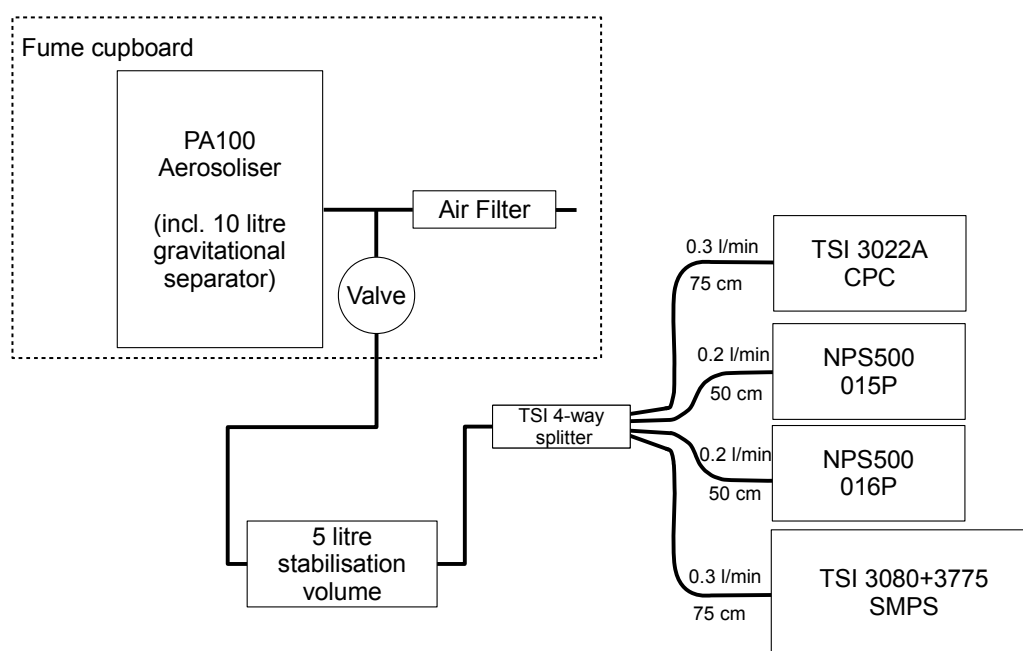 Fume cupboard
PA100
Aerosoliser
(incl. 10 litre
gravitational
separator)
Air Filter
Valve
0.3 l/min
75 cm
TSI 3022A
CPC
0.2 l/min
50 cm
NPS500
015P
TSI 4-way
splitter
0.2 l/min
50 cm
NPS500
016P
5 litre
stabilisation
volume
0.3 l/min
75 cm
TSI 3080+3775
SMPS